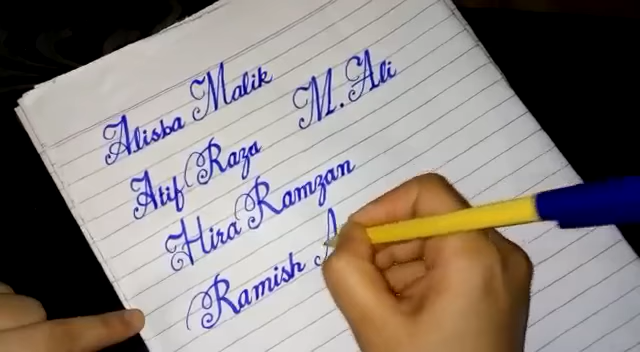 Alisba Malik
Atif Raza M. Ali
Hira Ramzan
Ramish A